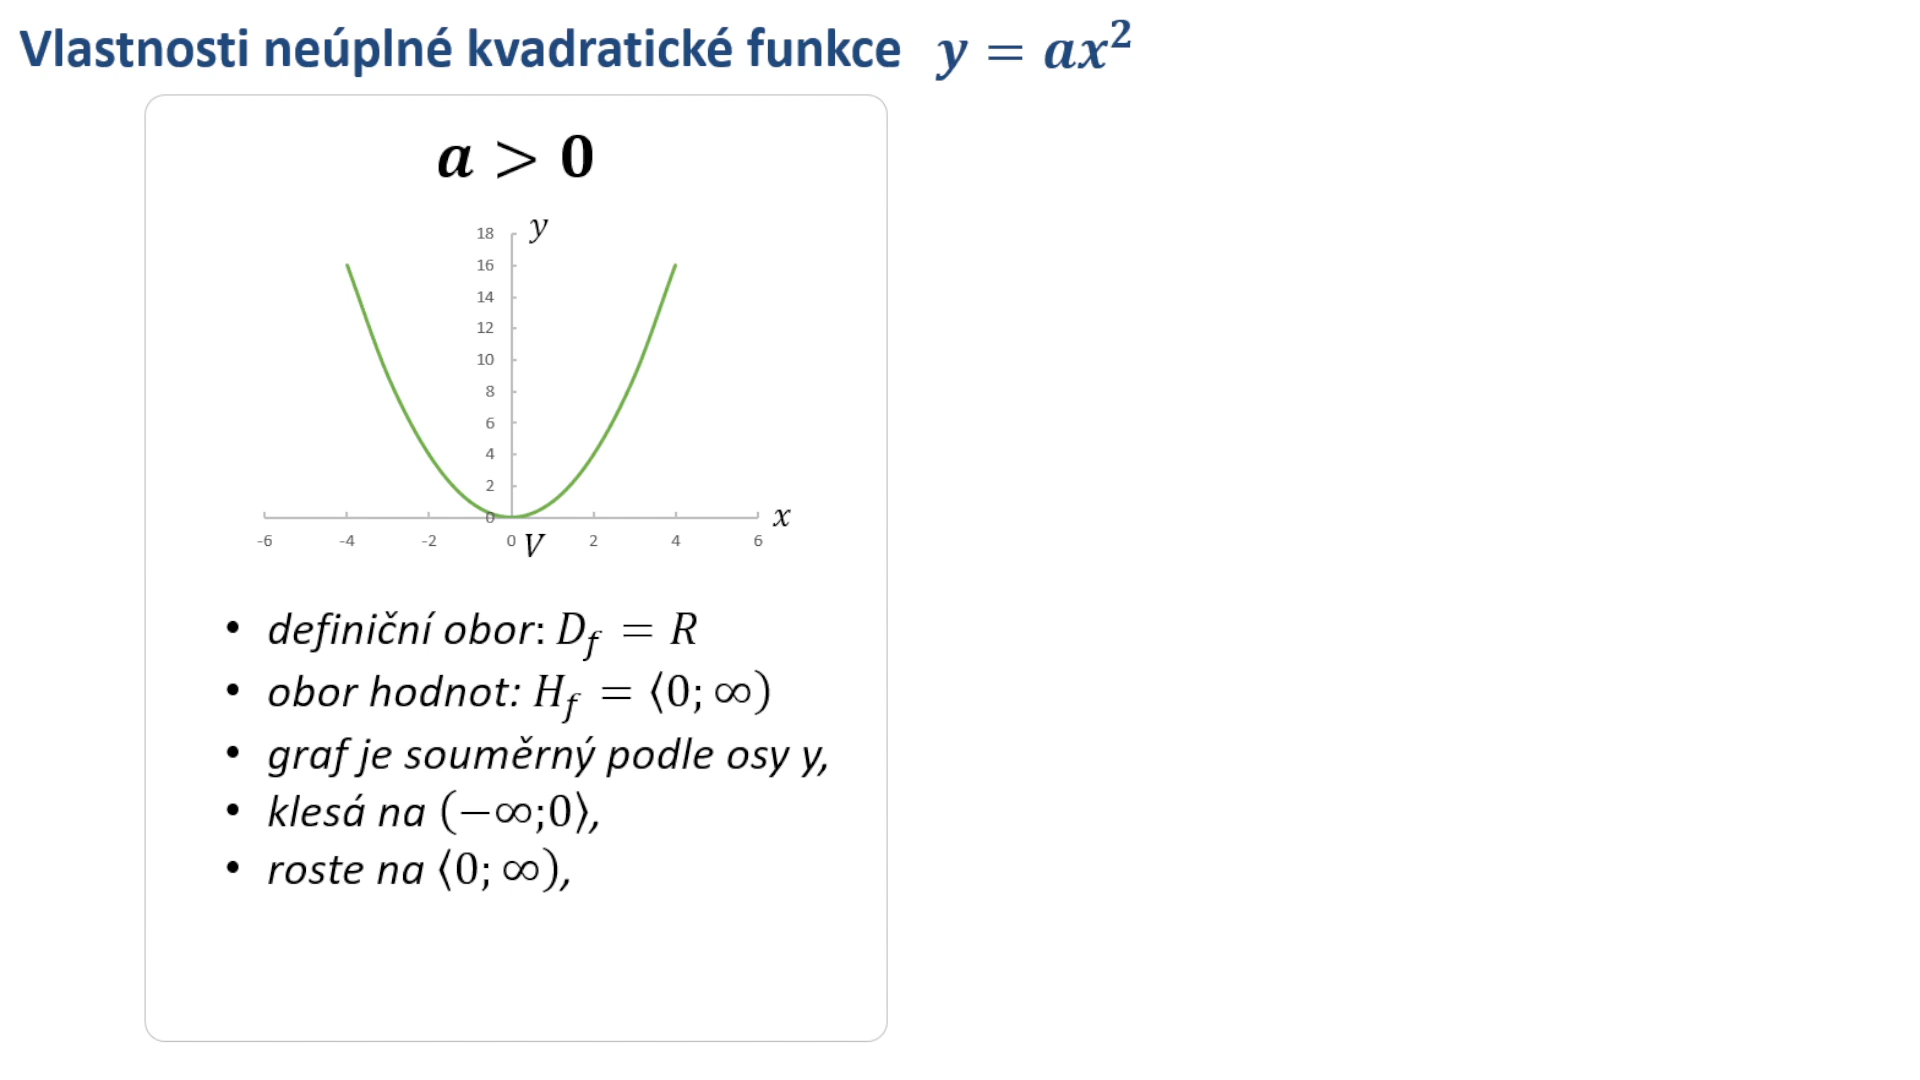 Vlastnosti neúplné kvadratické funkce y = ax²
a > 0
y
18
16
14
12
10
8
6
4
2
0
x
-6 -4 -2 0 V 2 4 6
• definiční obor: D_f = R
• obor hodnot: H_f = ⟨0; ∞)
• graf je souměrný podle osy y,
• klesá na (−∞;0⟩,
• roste na ⟨0; ∞),